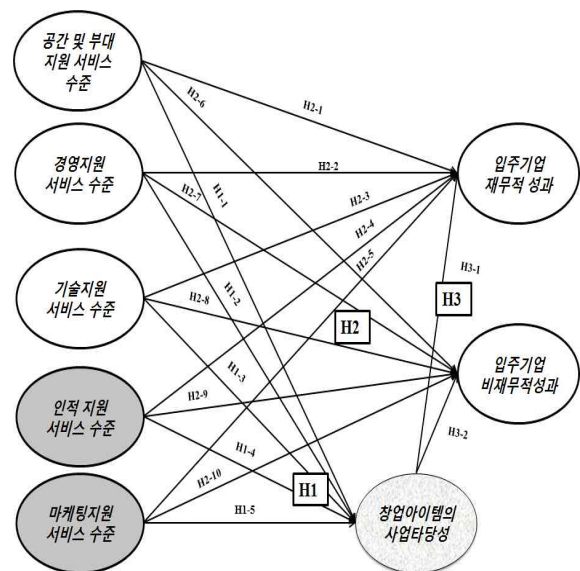 공간 및 부대
지원 서비스
수준
경영지원
서비스 수준
기술지원
서비스 수준
인적 지원
서비스 수준
마케팅지원
서비스 수준
H2-1
H2-6
H2-2
H2-7
H1-1
H2-3
H2-4
H2-5
H1-2
H2-8
H2
H1-3
H2-9
H1-4
H2-10
H1
H1-5
H3-1
H3
H3-2
입주기업
재무적 성과
입주기업
비재무적성과
창업아이템의
사업타당성